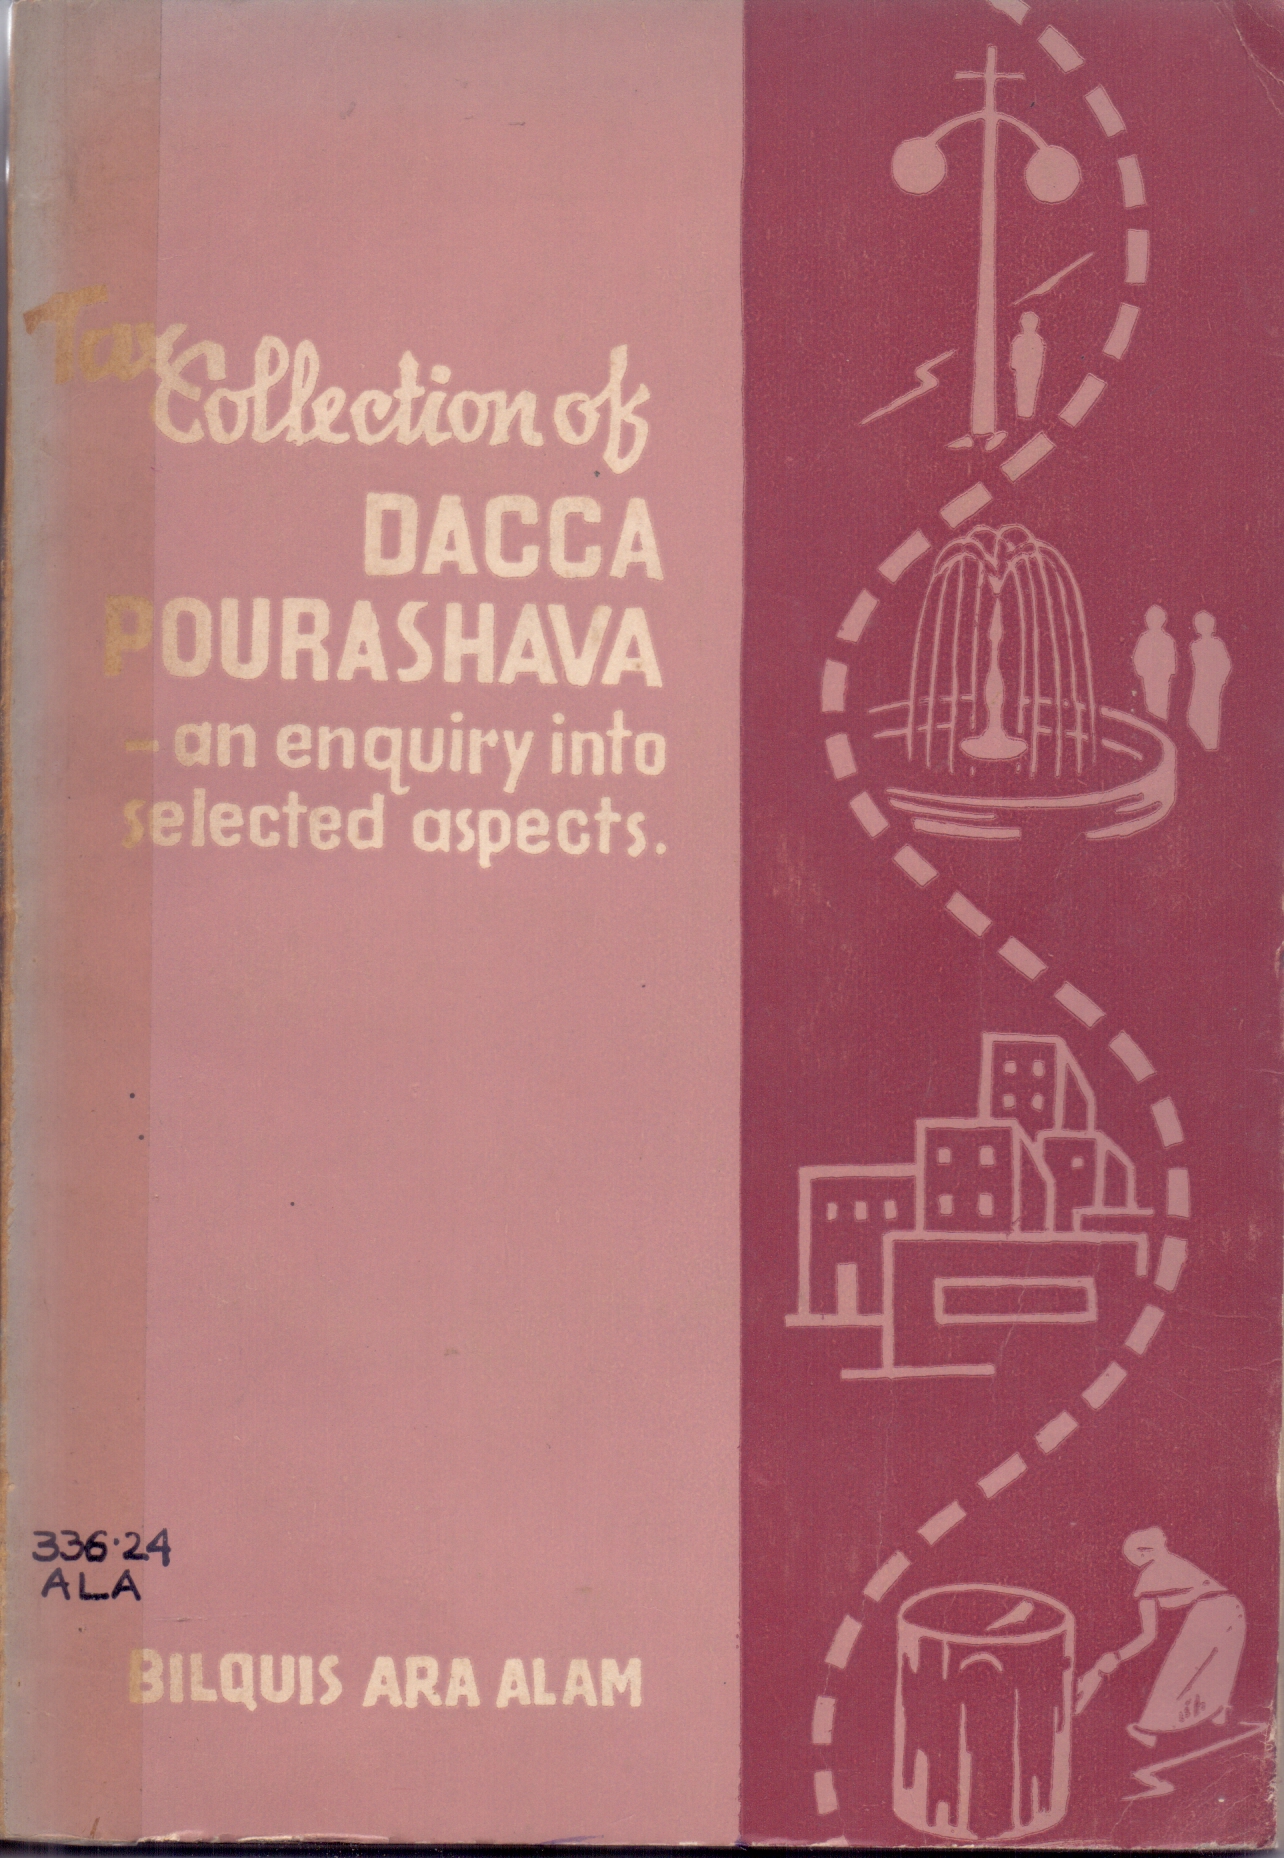 Tax
Collection of
DACCA
POURASHAVA
– an enquiry into
selected aspects.
336.24
ALA
BILQUIS ARA ALAM